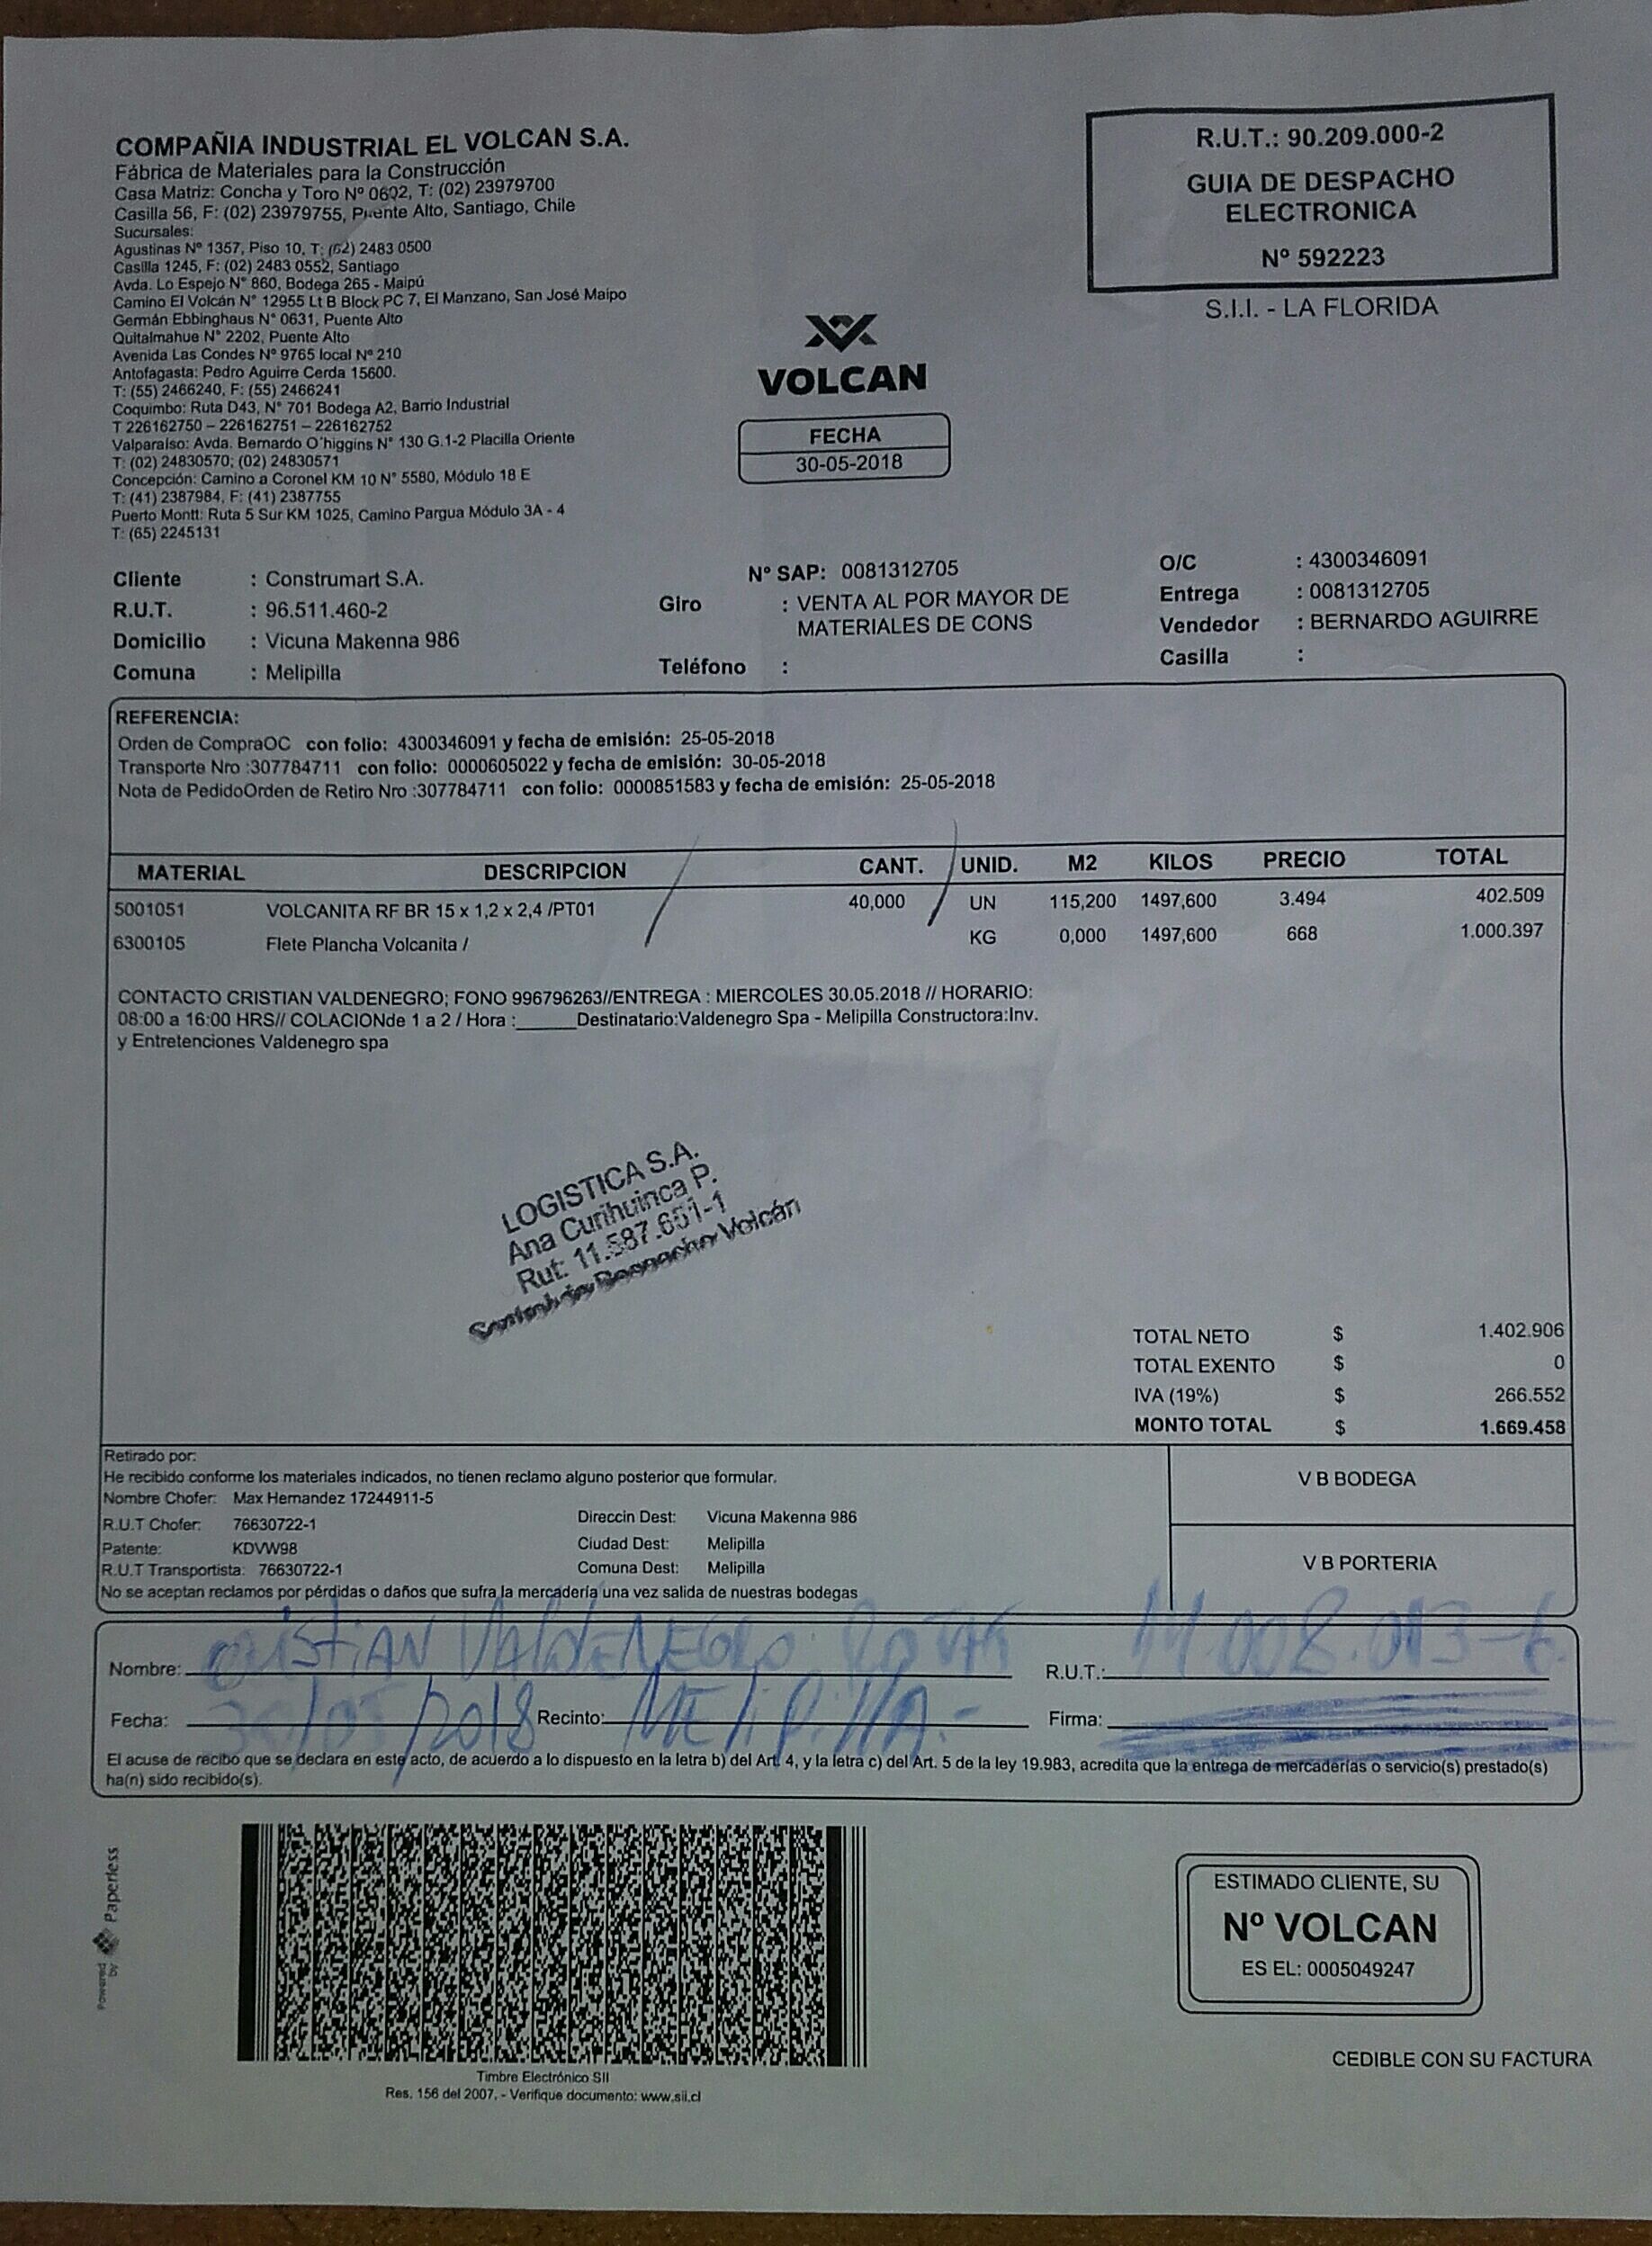 COMPAÑIA INDUSTRIAL EL VOLCAN S.A.
Fábrica de Materiales para la Construcción
Casa Matriz: Concha y Toro Nº 0602, T: (02) 23979700
Casilla 56, F: (02) 23979755, Puente Alto, Santiago, Chile
Sucursales:
Agustinas Nº 1357, Piso 10, T: (62) 2483 0500
Casilla 1245, F: (02) 2483 0552, Santiago
Avda. Lo Espejo N° 860, Bodega 265 - Maipú
Camino El Volcán N° 12955 Lt B Block PC 7, El Manzano, San José Maipo
Germán Ebbinghaus N° 0631, Puente Alto
Quitalmahue N° 2202, Puente Alto
Avenida Las Condes Nº 9765 local Nº 210
Antofagasta: Pedro Aguirre Cerda 15600.
T: (55) 2466240, F: (55) 2466241
Coquimbo: Ruta D43, N° 701 Bodega A2, Barrio Industrial
T 226162750 – 226162751 – 226162752
Valparaíso: Avda. Bernardo O'higgins N° 130 G.1-2 Placilla Oriente
T: (02) 24830570; (02) 24830571
Concepción: Camino a Coronel KM 10 N° 5580, Módulo 18 E
T: (41) 2387984, F: (41) 2387755
Puerto Montt: Ruta 5 Sur KM 1025, Camino Pargua Módulo 3A - 4
T: (65) 2245131
R.U.T.: 90.209.000-2
GUIA DE DESPACHO
ELECTRONICA
Nº 592223
S.I.I. - LA FLORIDA
VOLCAN
FECHA
30-05-2018
Cliente : Construmart S.A.
R.U.T. : 96.511.460-2
Domicilio : Vicuna Makenna 986
Comuna : Melipilla
Nº SAP: 0081312705
Giro : VENTA AL POR MAYOR DE
MATERIALES DE CONS
Teléfono :
O/C : 4300346091
Entrega : 0081312705
Vendedor : BERNARDO AGUIRRE
Casilla :
REFERENCIA:
Orden de CompraOC con folio: 4300346091 y fecha de emisión: 25-05-2018
Transporte Nro :307784711 con folio: 0000605022 y fecha de emisión: 30-05-2018
Nota de PedidoOrden de Retiro Nro :307784711 con folio: 0000851583 y fecha de emisión: 25-05-2018
MATERIAL DESCRIPCION CANT. UNID. M2 KILOS PRECIO TOTAL
5001051 VOLCANITA RF BR 15 x 1,2 x 2,4 /PT01 40,000 UN 115,200 1497,600 3.494 402.509
6300105 Flete Plancha Volcanita / KG 0,000 1497,600 668 1.000.397
CONTACTO CRISTIAN VALDENEGRO; FONO 996796263//ENTREGA : MIERCOLES 30.05.2018 // HORARIO:
08:00 a 16:00 HRS// COLACIONde 1 a 2 / Hora :______Destinatario:Valdenegro Spa - Melipilla Constructora:Inv.
y Entretenciones Valdenegro spa
LOGISTICA S.A.
Ana Curihuinca P.
Rut: 11.587.651-1
Despacho Volcán
TOTAL NETO $ 1.402.906
TOTAL EXENTO $ 0
IVA (19%) $ 266.552
MONTO TOTAL $ 1.669.458
Retirado por:
He recibido conforme los materiales indicados, no tienen reclamo alguno posterior que formular.
Nombre Chofer: Max Hernandez 17244911-5
R.U.T Chofer: 76630722-1
Patente: KDVW98
R.U.T Transportista: 76630722-1
Direccin Dest: Vicuna Makenna 986
Ciudad Dest: Melipilla
Comuna Dest: Melipilla
No se aceptan reclamos por pérdidas o daños que sufra la mercadería una vez salida de nuestras bodegas
V B BODEGA
V B PORTERIA
Nombre: CRISTIAN VALDENEGRO R.U.T.: 14.008.013-6
Fecha: 30/05/2018 Recinto: MELIPILLA.- Firma:
El acuse de recibo que se declara en este acto, de acuerdo a lo dispuesto en la letra b) del Art. 4, y la letra c) del Art. 5 de la ley 19.983, acredita que la entrega de mercaderías o servicio(s) prestado(s)
ha(n) sido recibido(s).
Powered by Paperless
Timbre Electrónico SII
Res. 156 del 2007. - Verifique documento: www.sii.cl
ESTIMADO CLIENTE, SU
Nº VOLCAN
ES EL: 0005049247
CEDIBLE CON SU FACTURA